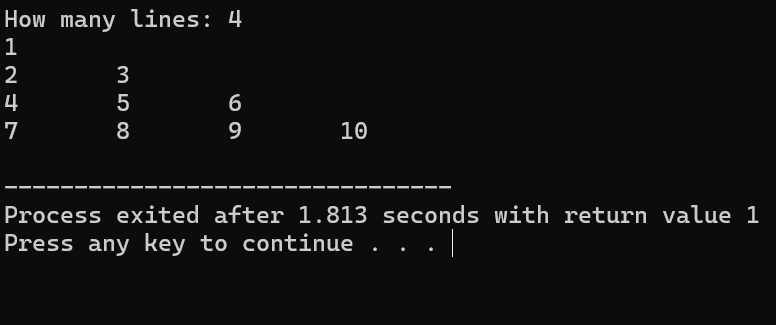 How many lines: 4
1
2 3
4 5 6
7 8 9 10
--------------------------------
Process exited after 1.813 seconds with return value 1
Press any key to continue . . .